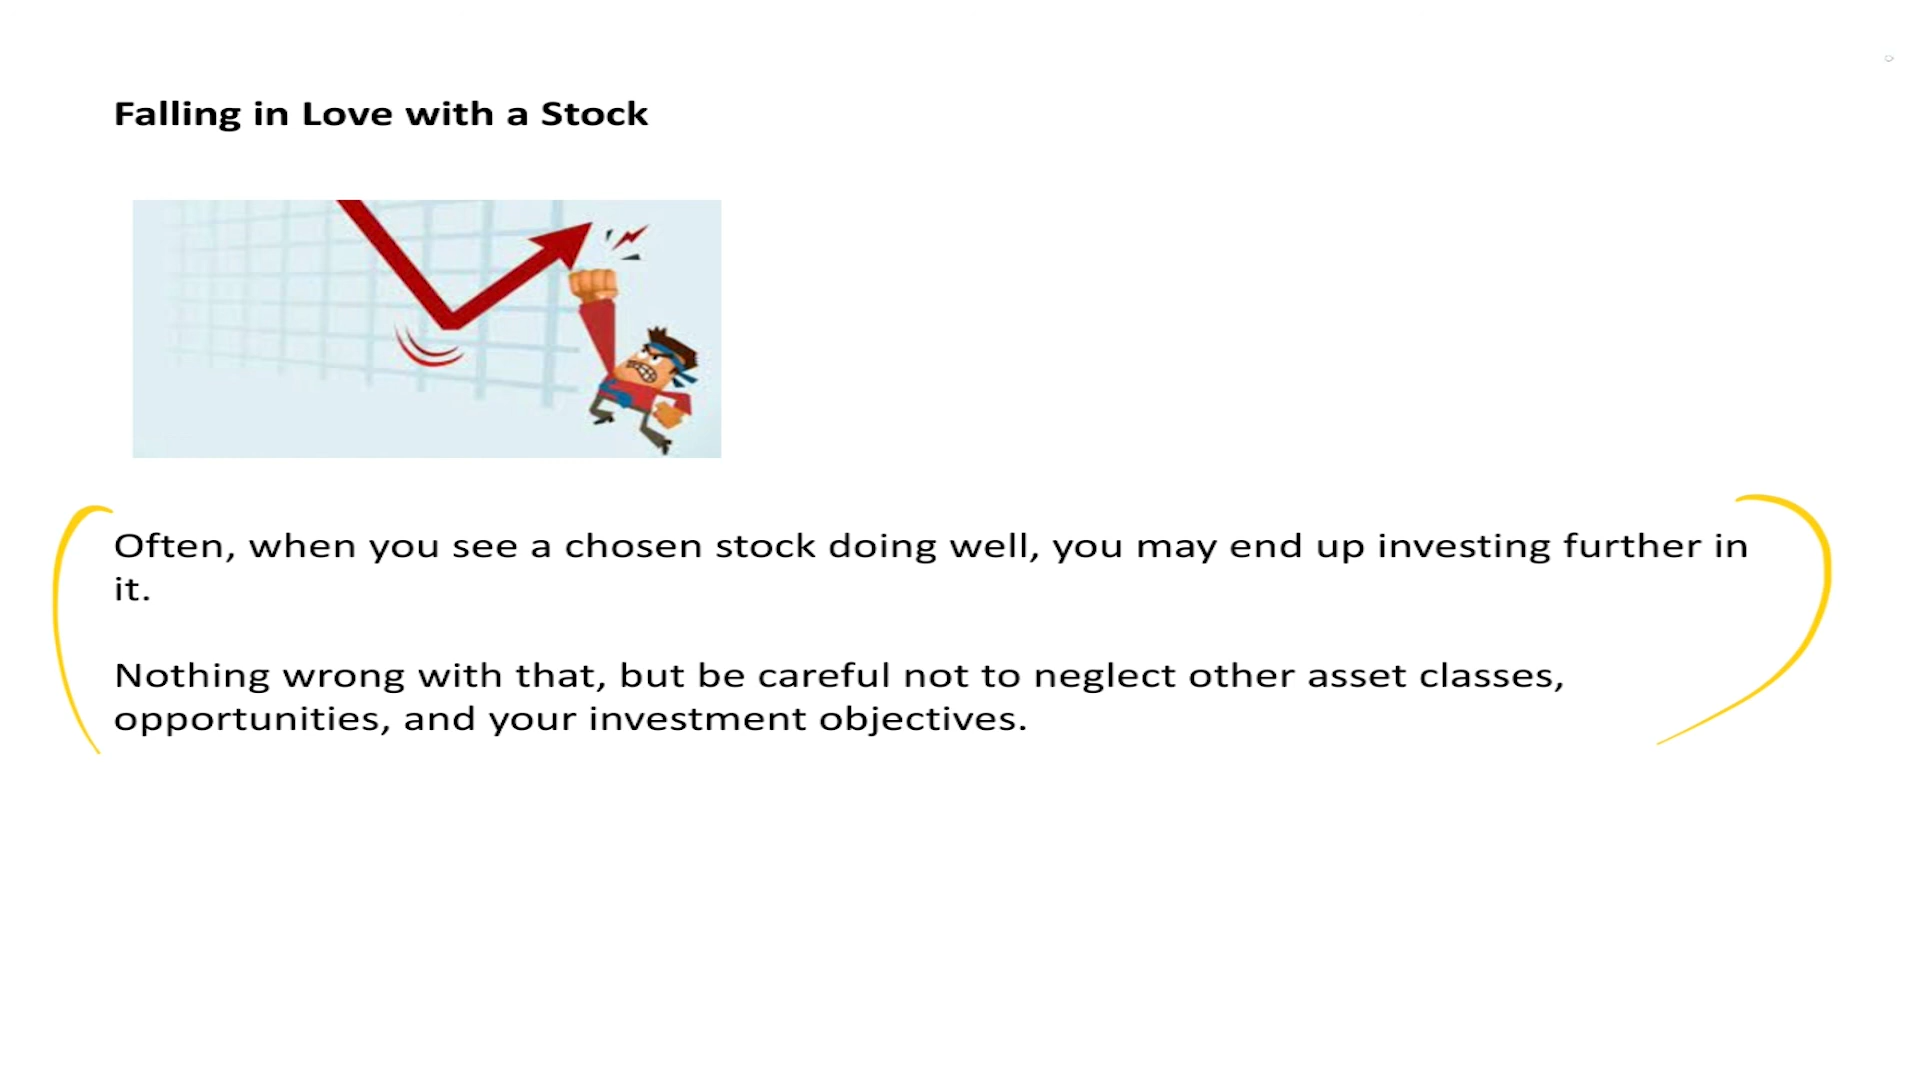 Falling in Love with a Stock
Often, when you see a chosen stock doing well, you may end up investing further in
it.
Nothing wrong with that, but be careful not to neglect other asset classes,
opportunities, and your investment objectives.